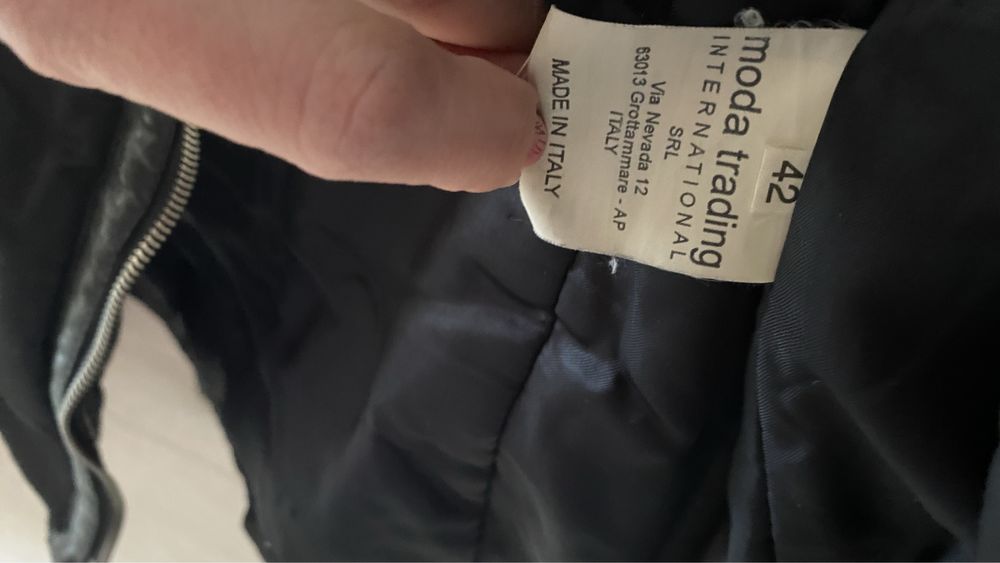 42
moda trading
INTERNATIONAL
SRL
Via Nevada 12
63013 Grottammare - AP
ITALY
MADE IN ITALY